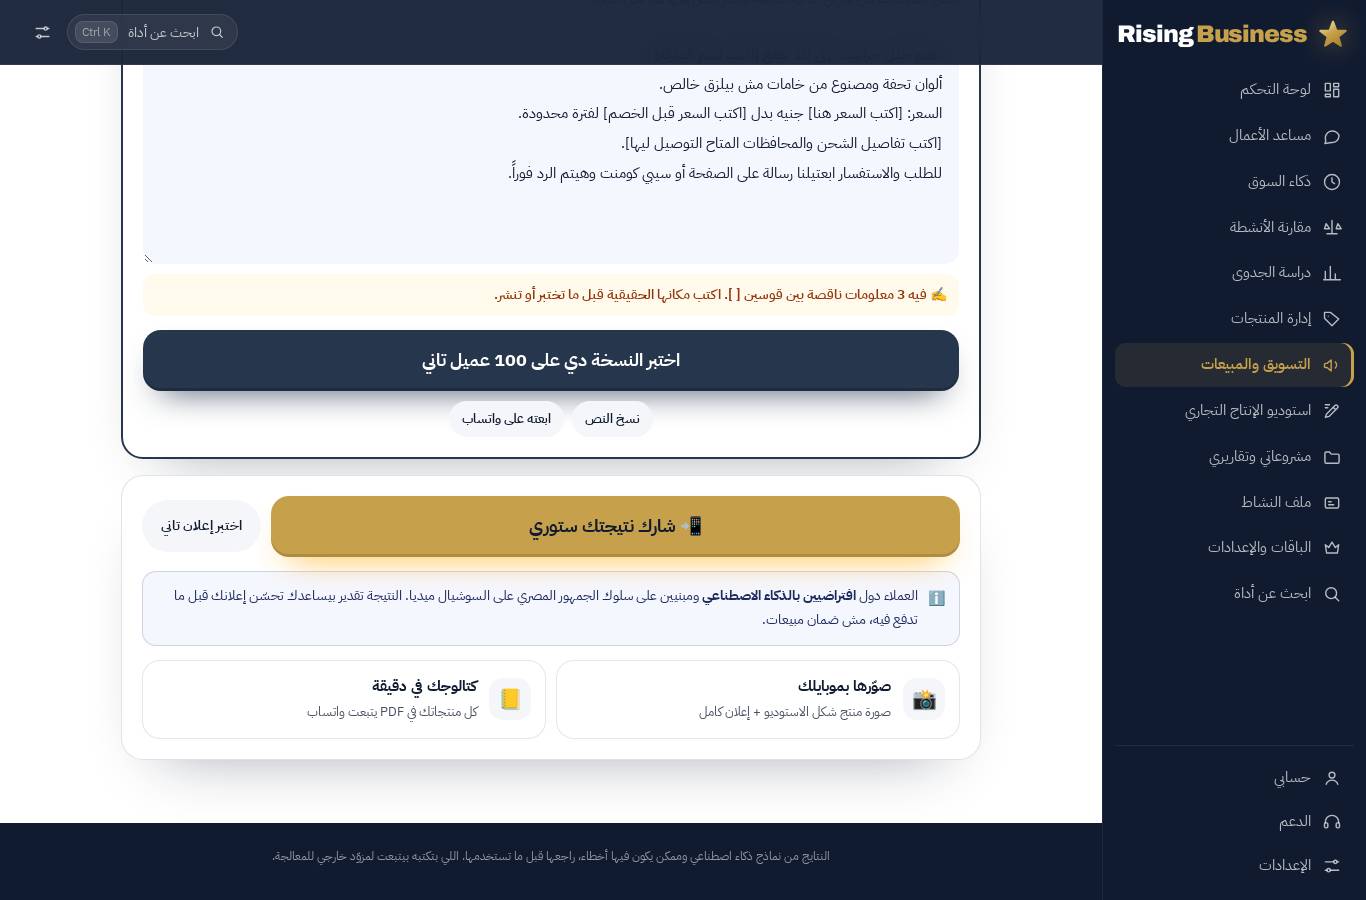 RisingBusiness
لوحة التحكم
مساعد الأعمال
ذكاء السوق
مقارنة الأنشطة
دراسة الجدوى
إدارة المنتجات
التسويق والمبيعات
استوديو الإنتاج التجاري
مشروعاتي وتقاريري
ملف النشاط
الباقات والإعدادات
ابحث عن أداة
حسابي
الدعم
الإعدادات
ابحث عن أداة Ctrl K
ألوان تحفة ومصنوع من خامات مش بيلزق خالص.
السعر: [اكتب السعر هنا] جنيه بدل [اكتب السعر قبل الخصم] لفترة محدودة.
[اكتب تفاصيل الشحن والمحافظات المتاح التوصيل ليها].
للطلب والاستفسار ابعتيلنا رسالة على الصفحة أو سيبي كومنت وهيتم الرد فوراً.
✍️ فيه 3 معلومات ناقصة بين قوسين [ ]. اكتب مكانها الحقيقية قبل ما تختبر أو تنشر.
اختبر النسخة دي على 100 عميل تاني
نسخ النص
ابعته على واتساب
📲 شارك نتيجتك ستوري
اختبر إعلان تاني
ℹ️ العملاء دول افتراضيين بالذكاء الاصطناعي ومبنيين على سلوك الجمهور المصري على السوشيال ميديا. النتيجة تقدير بيساعدك تحسّن إعلانك قبل ما
تدفع فيه، مش ضمان مبيعات.
صوّرها بموبايلك
صورة منتج شكل الاستوديو + إعلان كامل
كتالوجك في دقيقة
كل منتجاتك في PDF يتبعت واتساب
النتايج من نماذج ذكاء اصطناعي وممكن يكون فيها أخطاء، راجعها قبل ما تستخدمها. اللي بتكتبه بيتبعت لمزوّد خارجي للمعالجة.